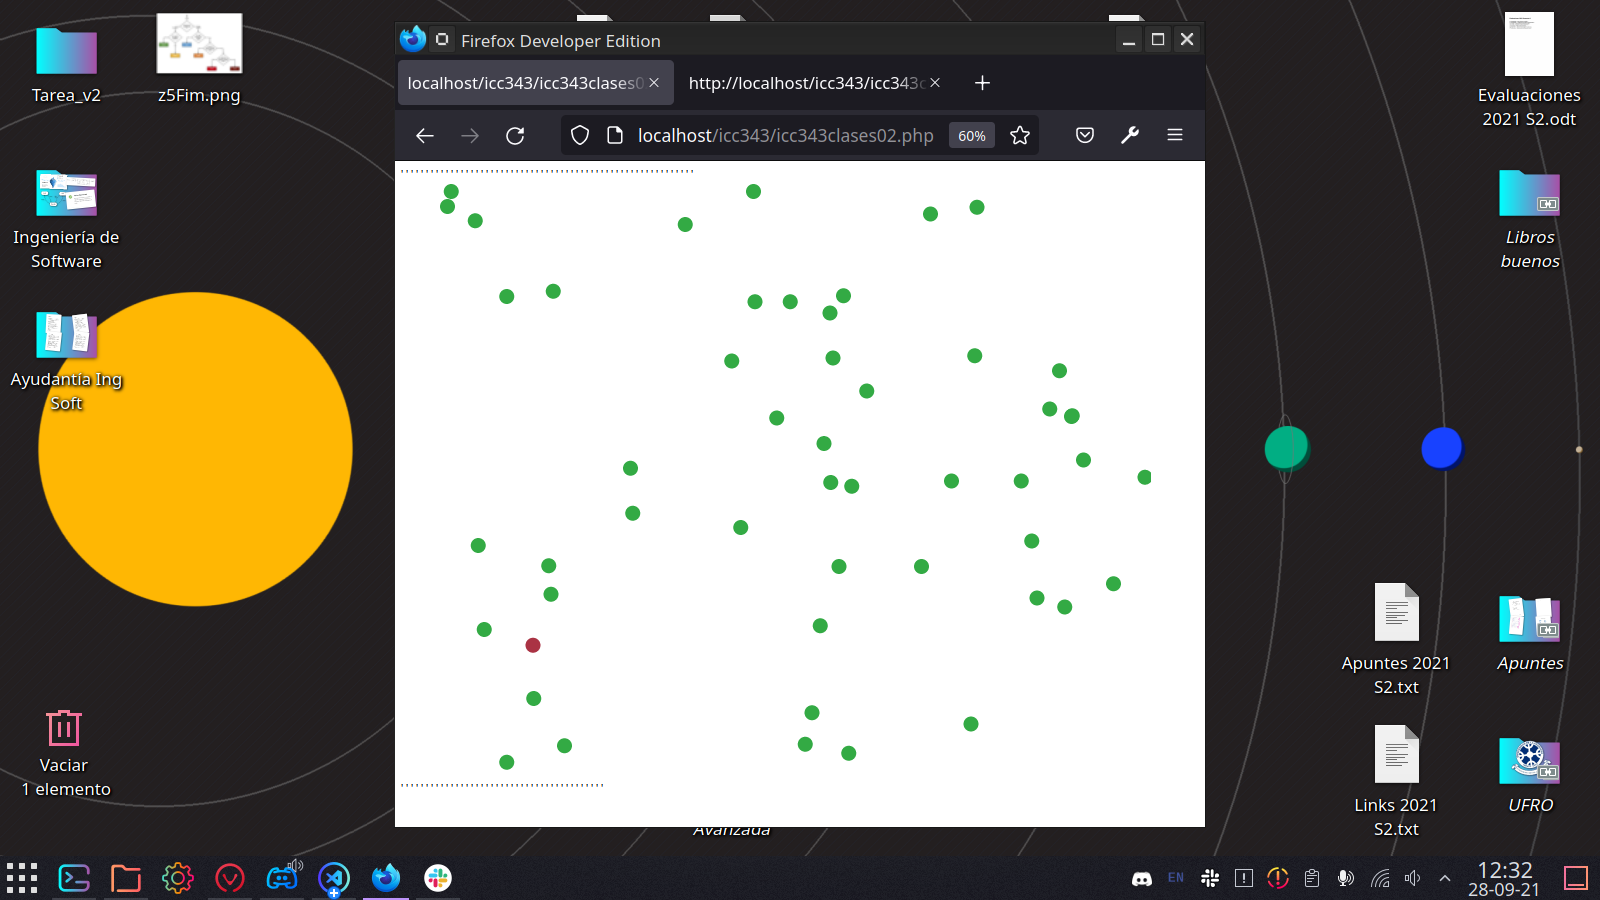 Tarea_v2
z5Fim.png
Ingeniería de
Software
Ayudantía Ing
Soft
Vaciar
1 elemento
Firefox Developer Edition
localhost/icc343/icc343clases0
http://localhost/icc343/icc343c
localhost/icc343/icc343clases02.php
60%
Avanzada
Evaluaciones
2021 S2.odt
Libros
buenos
Apuntes 2021
S2.txt
Apuntes
Links 2021
S2.txt
UFRO
EN
12:32
28-09-21